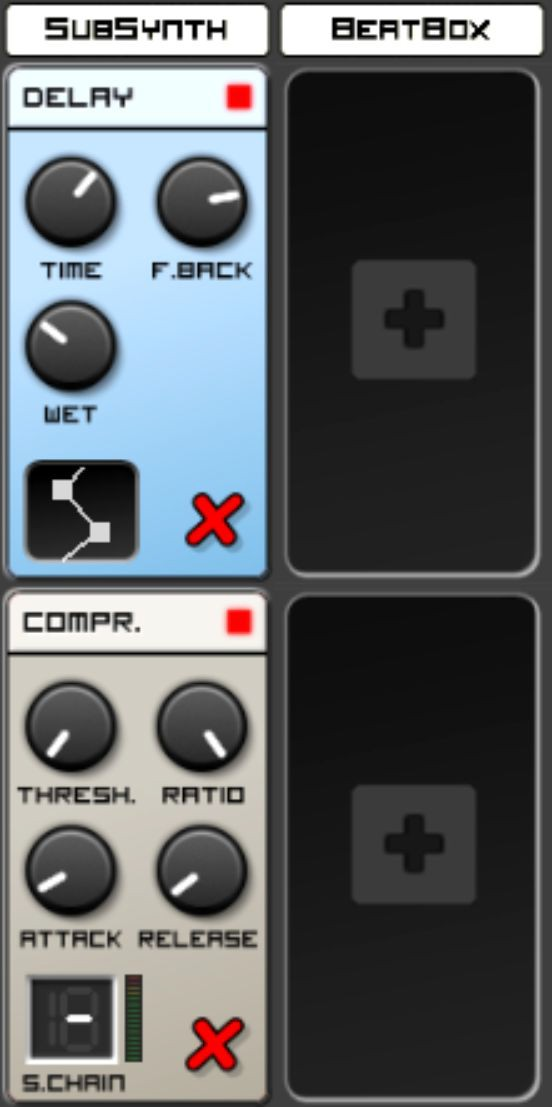 SubSynth BeatBox
DELAY
TIME F.BACK
WET
COMPR.
THRESH. RATIO
ATTACK RELEASE
-
S.CHAIN